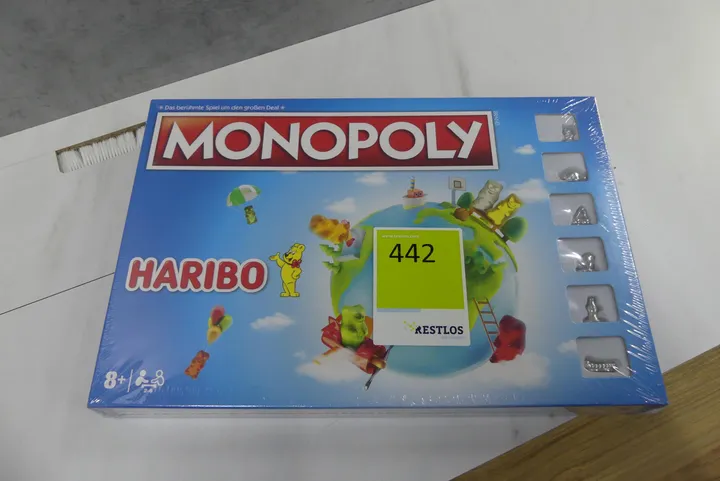 Das berühmte Spiel um den großen Deal
MONOPOLY
HARIBO
442
RESTLOS
8+